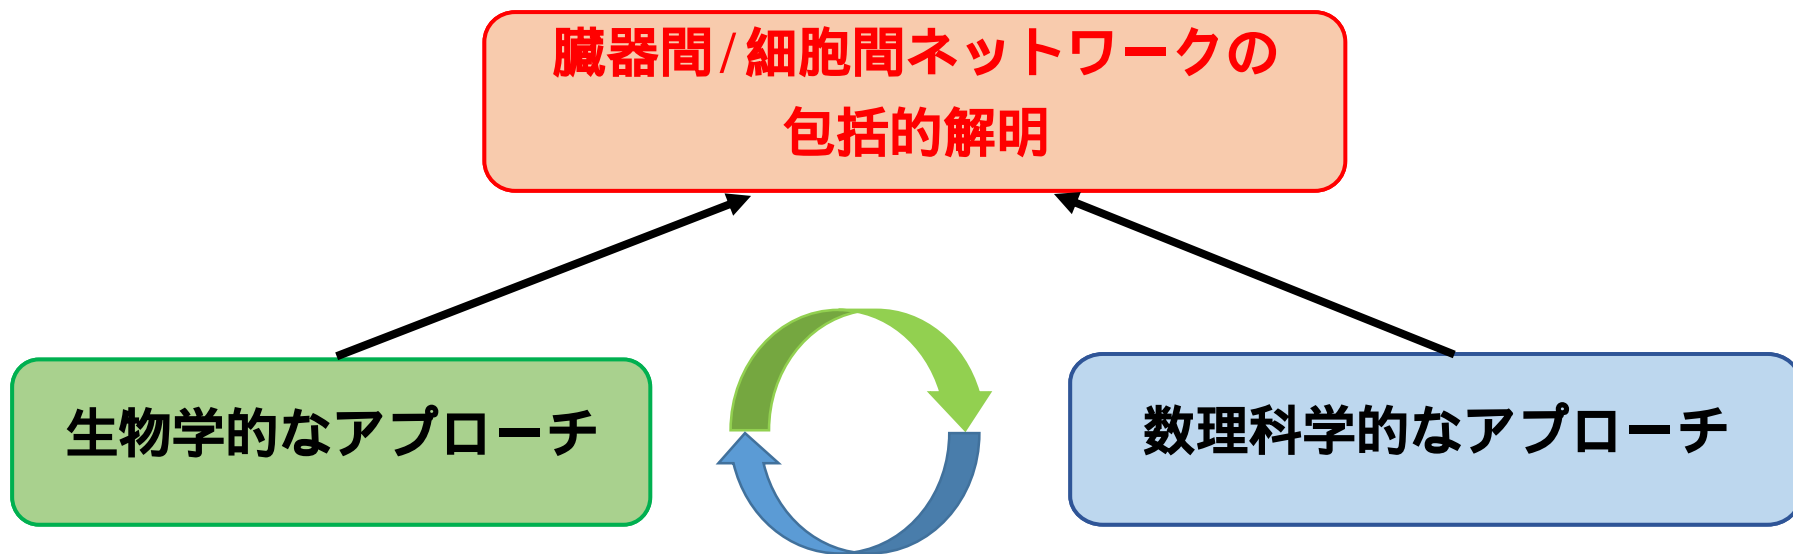 臓器間/細胞間ネットワークの
包括的解明
生物学的なアプローチ
数理科学的なアプローチ